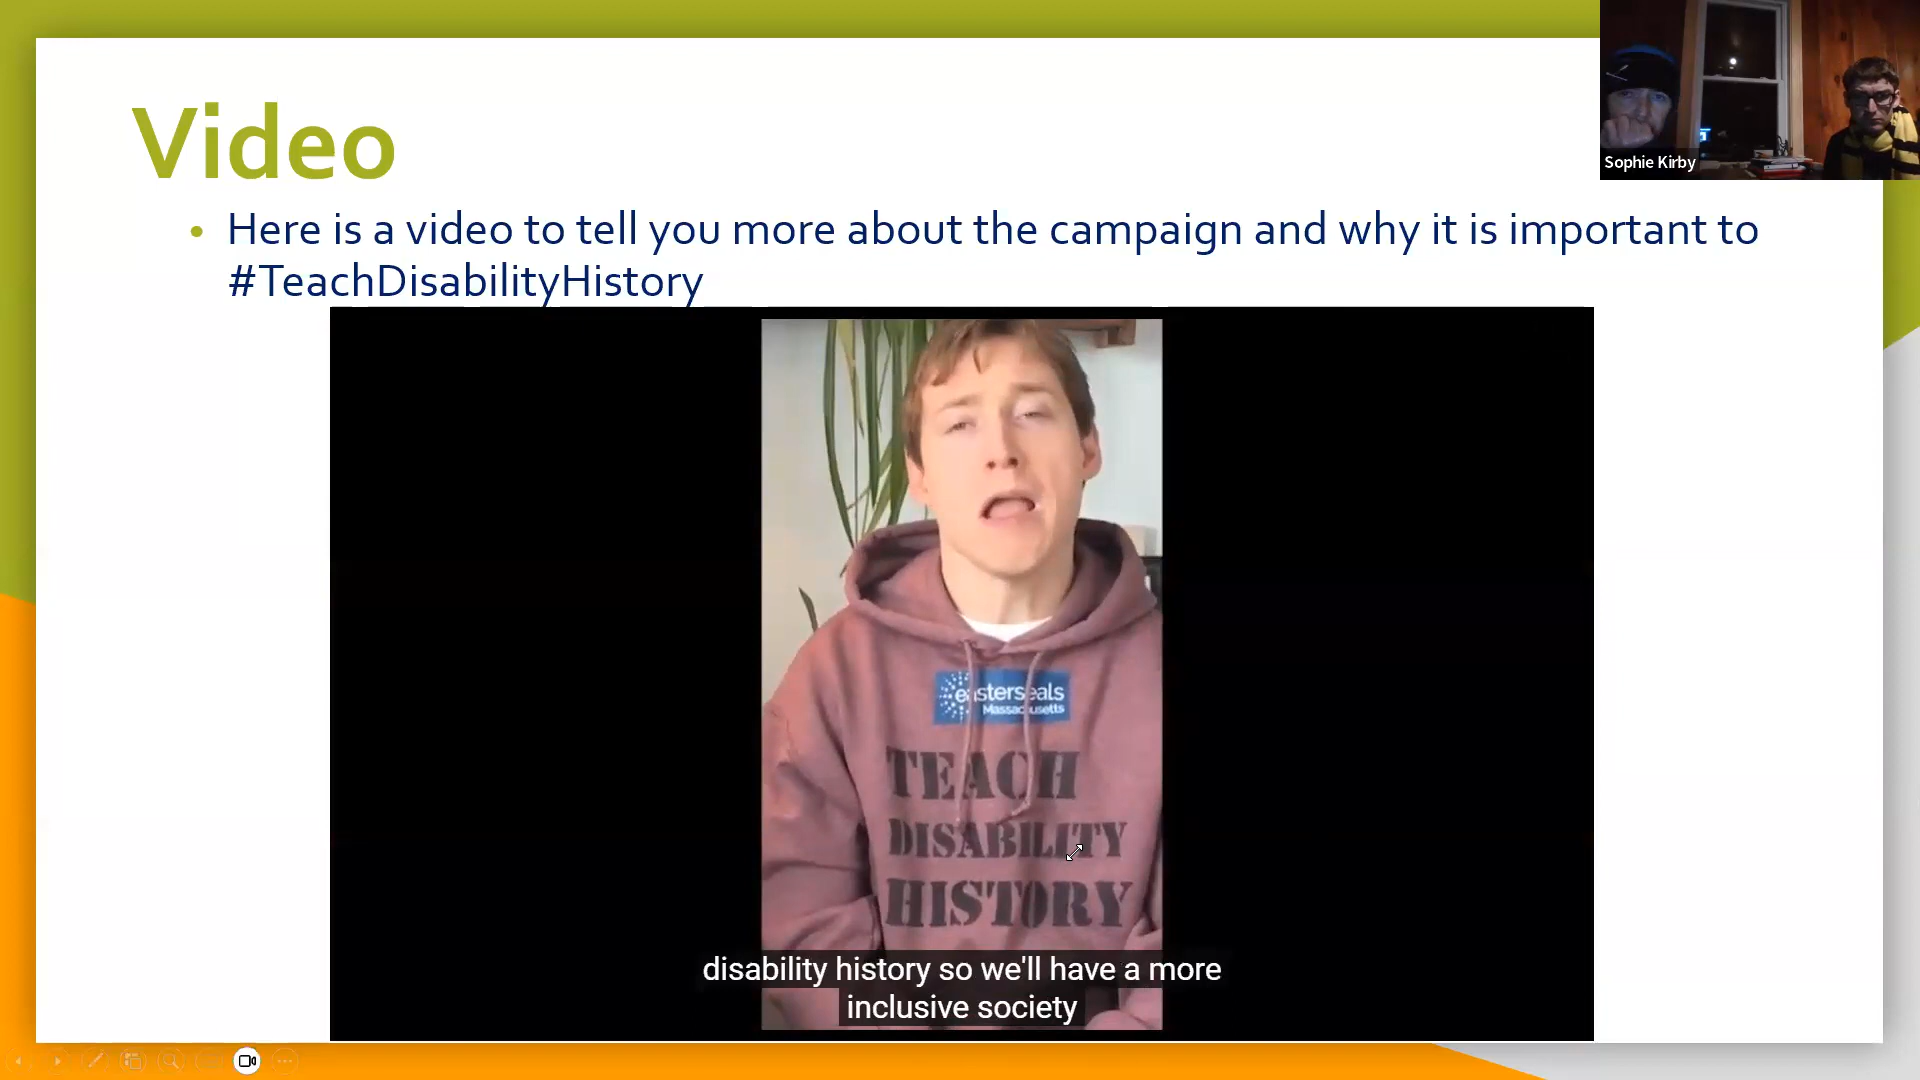 Video
Sophie Kirby
• Here is a video to tell you more about the campaign and why it is important to
#TeachDisabilityHistory
easterseals
Massachusetts
TEACH
DISABILITY
HISTORY
disability history so we'll have a more
inclusive society